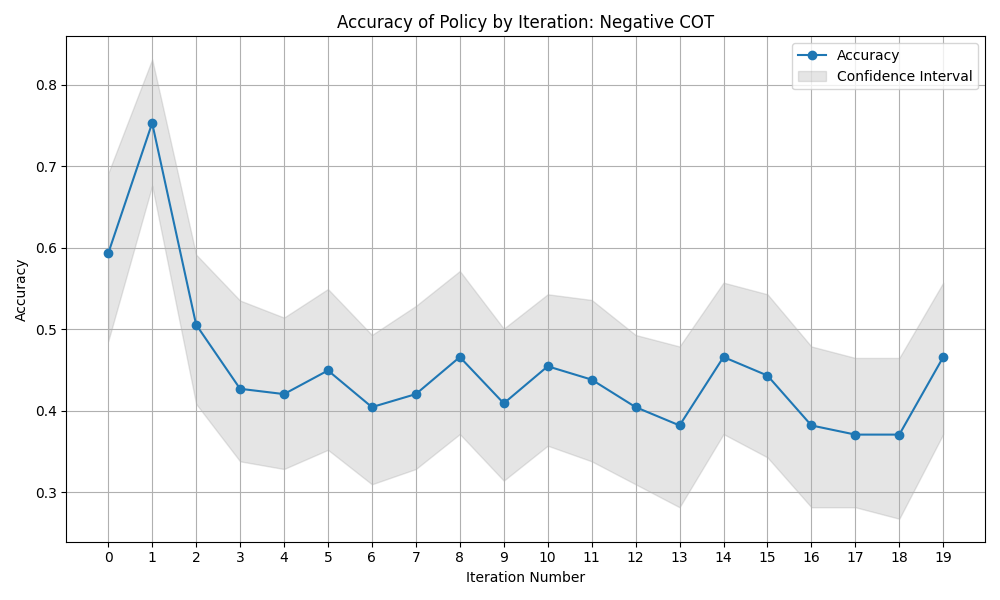 Accuracy of Policy by Iteration: Negative COT
Accuracy
Confidence Interval
Accuracy
0.8
0.7
0.6
0.5
0.4
0.3
0 1 2 3 4 5 6 7 8 9 10 11 12 13 14 15 16 17 18 19
Iteration Number